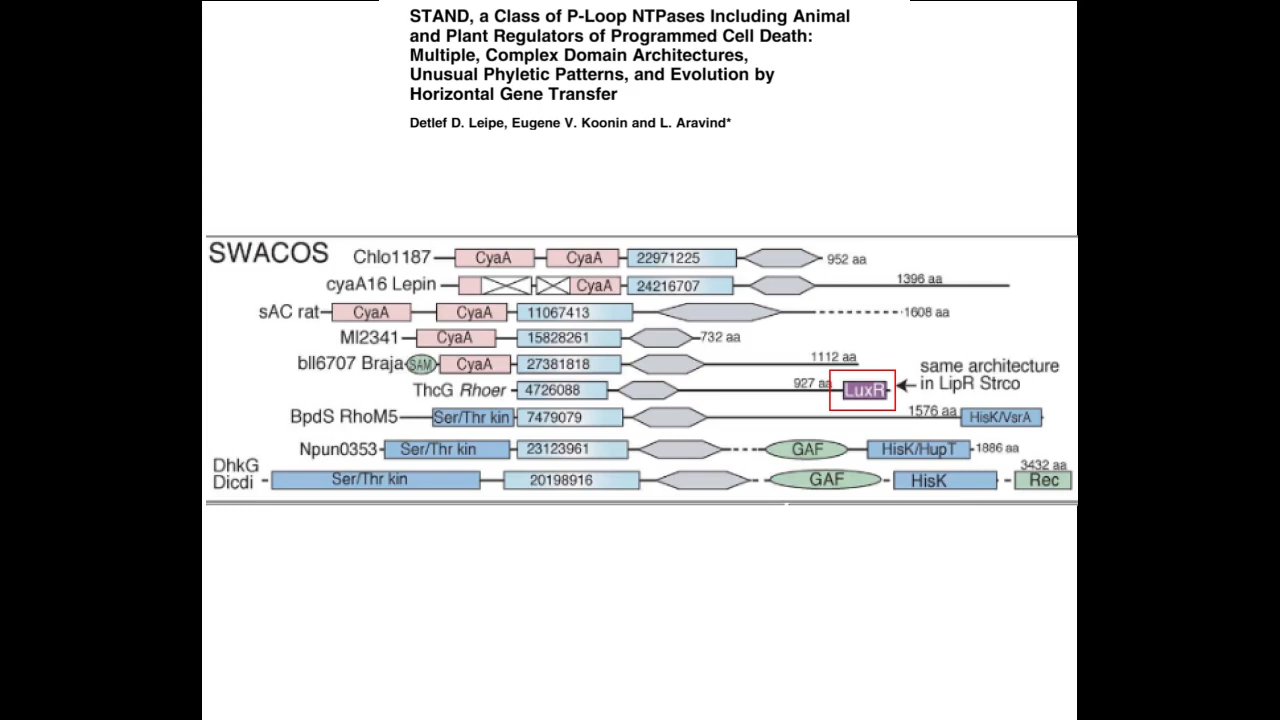 STAND, a Class of P-Loop NTPases Including Animal
and Plant Regulators of Programmed Cell Death:
Multiple, Complex Domain Architectures,
Unusual Phyletic Patterns, and Evolution by
Horizontal Gene Transfer
Detlef D. Leipe, Eugene V. Koonin and L. Aravind*
SWACOS
Chlo1187 CyaA CyaA 22971225 952 aa
cyaA16 Lepin CyaA 24216707 1396 aa
sAC rat CyaA CyaA 11067413 1608 aa
Ml2341 CyaA 15828261 732 aa
bll6707 Braja SAM CyaA 27381818 1112 aa
ThcG Rhoer 4726088 927 aa LuxR
same architecture
in LipR Strco
BpdS RhoM5 Ser/Thr kin 7479079 1576 aa HisK/VsrA
Npun0353 Ser/Thr kin 23123961 GAF HisK/HupT 1886 aa
DhkG
Dicdi Ser/Thr kin 20198916 GAF HisK 3432 aa Rec